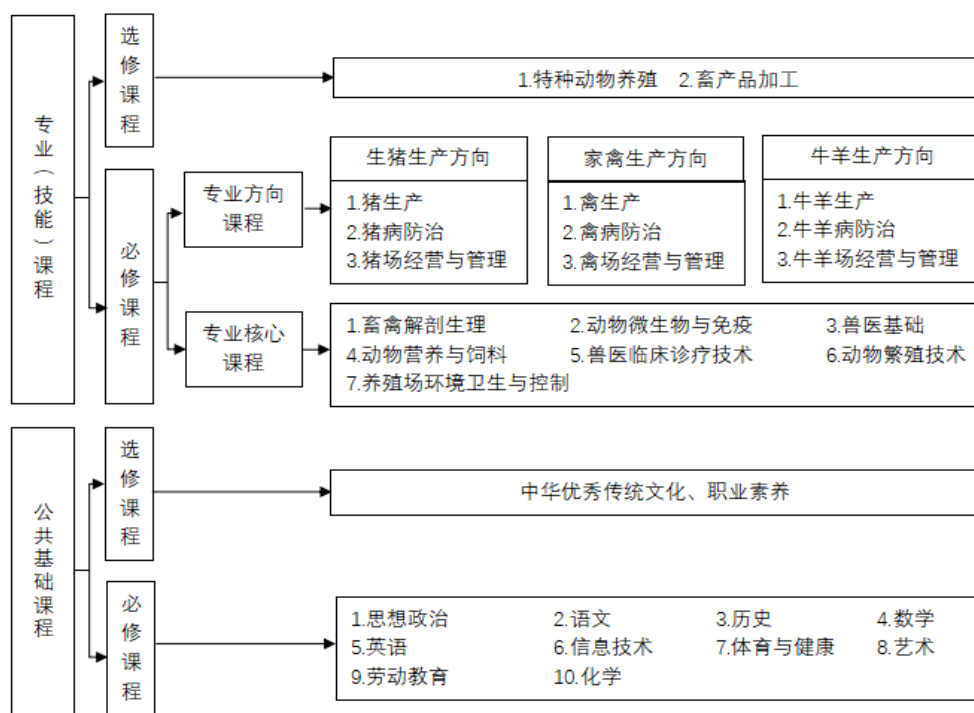 专业（技能）课程
选修课程
1.特种动物养殖 2.畜产品加工
必修课程
专业方向
课程
生猪生产方向
1.猪生产
2.猪病防治
3.猪场经营与管理
家禽生产方向
1.禽生产
2.禽病防治
3.禽场经营与管理
牛羊生产方向
1.牛羊生产
2.牛羊病防治
3.牛羊场经营与管理
专业核心
课程
1.畜禽解剖生理 2.动物微生物与免疫 3.兽医基础
4.动物营养与饲料 5.兽医临床诊疗技术 6.动物繁殖技术
7.养殖场环境卫生与控制
公共基础课程
选修课程
中华优秀传统文化、职业素养
必修课程
1.思想政治 2.语文 3.历史 4.数学
5.英语 6.信息技术 7.体育与健康 8.艺术
9.劳动教育 10.化学